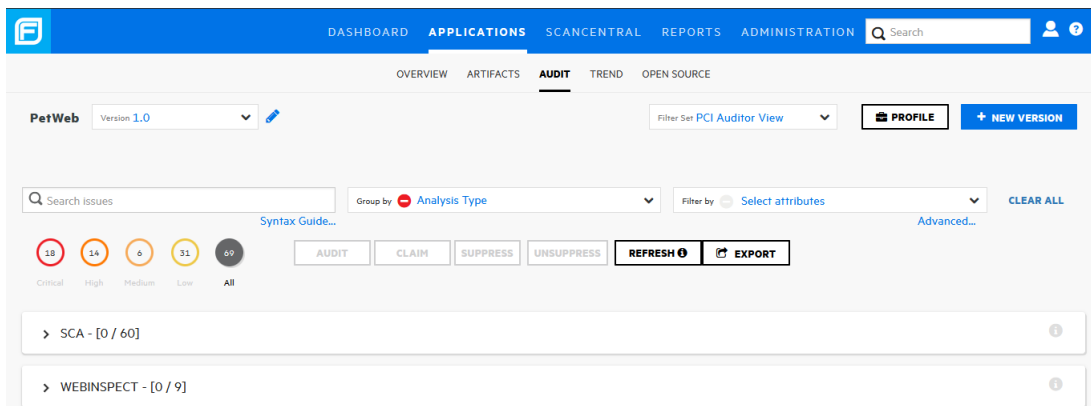 DASHBOARD APPLICATIONS SCANCENTRAL REPORTS ADMINISTRATION Search
OVERVIEW ARTIFACTS AUDIT TREND OPEN SOURCE
PetWeb Version 1.0 Filter Set PCI Auditor View PROFILE + NEW VERSION
Search issues Group by Analysis Type Filter by Select attributes CLEAR ALL
Syntax Guide... Advanced...
18 14 6 31 69 AUDIT CLAIM SUPPRESS UNSUPPRESS REFRESH EXPORT
Critical High Medium Low All
SCA - [0 / 60]
WEBINSPECT - [0 / 9]